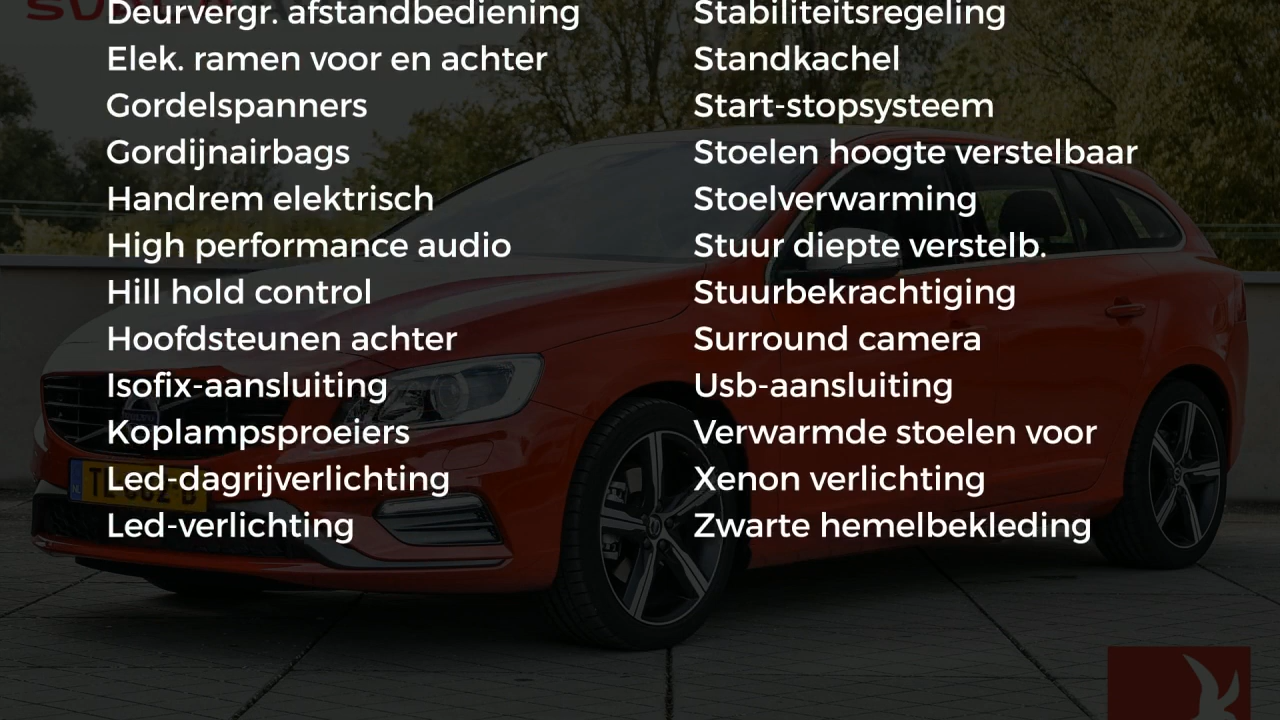 Deurvergr. afstandbediening
Elek. ramen voor en achter
Gordelspanners
Gordijnairbags
Handrem elektrisch
High performance audio
Hill hold control
Hoofdsteunen achter
Isofix-aansluiting
Koplampsproeiers
Led-dagrijverlichting
Led-verlichting
Stabiliteitsregeling
Standkachel
Start-stopsysteem
Stoelen hoogte verstelbaar
Stoelverwarming
Stuur diepte verstelb.
Stuurbekrachtiging
Surround camera
Usb-aansluiting
Verwarmde stoelen voor
Xenon verlichting
Zwarte hemelbekleding